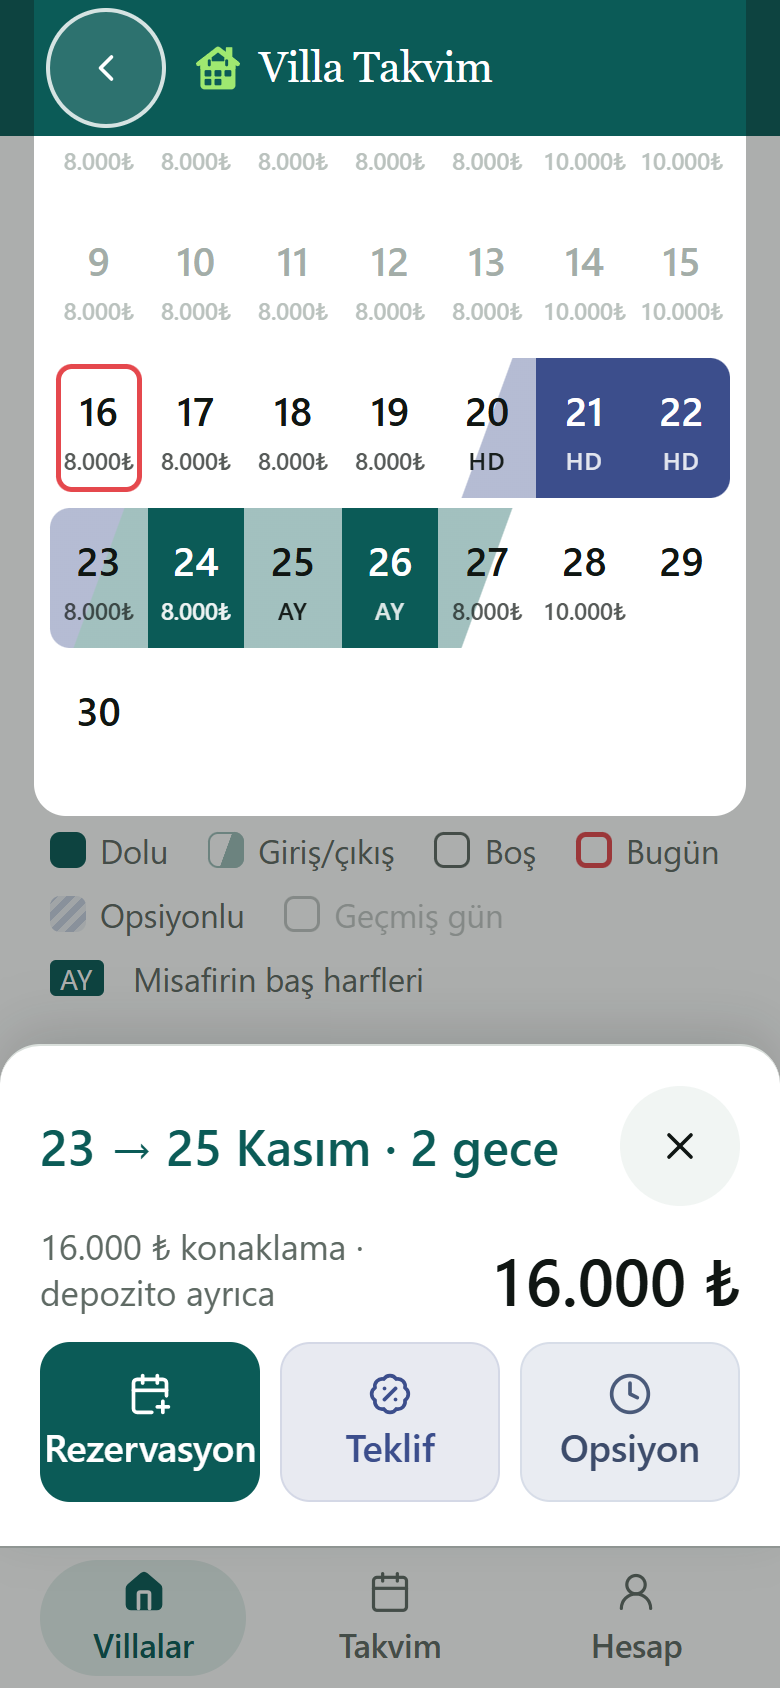 Villa Takvim
8.000₺ 8.000₺ 8.000₺ 8.000₺ 8.000₺ 10.000₺ 10.000₺
9 10 11 12 13 14 15
8.000₺ 8.000₺ 8.000₺ 8.000₺ 8.000₺ 10.000₺ 10.000₺
16 17 18 19 20 21 22
8.000₺ 8.000₺ 8.000₺ 8.000₺ HD HD HD
23 24 25 26 27 28 29
8.000₺ 8.000₺ AY AY 8.000₺ 10.000₺
30
Dolu Giriş/çıkış Boş Bugün
Opsiyonlu Geçmiş gün
AY Misafirin baş harfleri
23 → 25 Kasım · 2 gece
16.000 ₺ konaklama ·
depozito ayrıca
16.000 ₺
Rezervasyon Teklif Opsiyon
Villalar Takvim Hesap